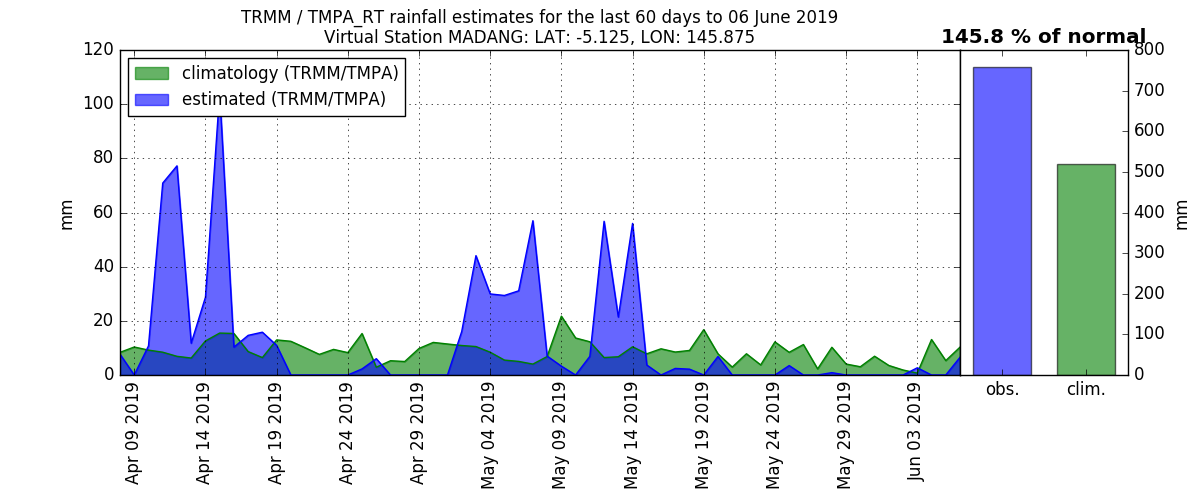 TRMM / TMPA_RT rainfall estimates for the last 60 days to 06 June 2019
Virtual Station MADANG: LAT: -5.125, LON: 145.875
145.8 % of normal
climatology (TRMM/TMPA)
estimated (TRMM/TMPA)
120
100
80
60
40
20
0
mm
Apr 09 2019
Apr 14 2019
Apr 19 2019
Apr 24 2019
Apr 29 2019
May 04 2019
May 09 2019
May 14 2019
May 19 2019
May 24 2019
May 29 2019
Jun 03 2019
800
700
600
500
400
300
200
100
0
mm
obs.
clim.